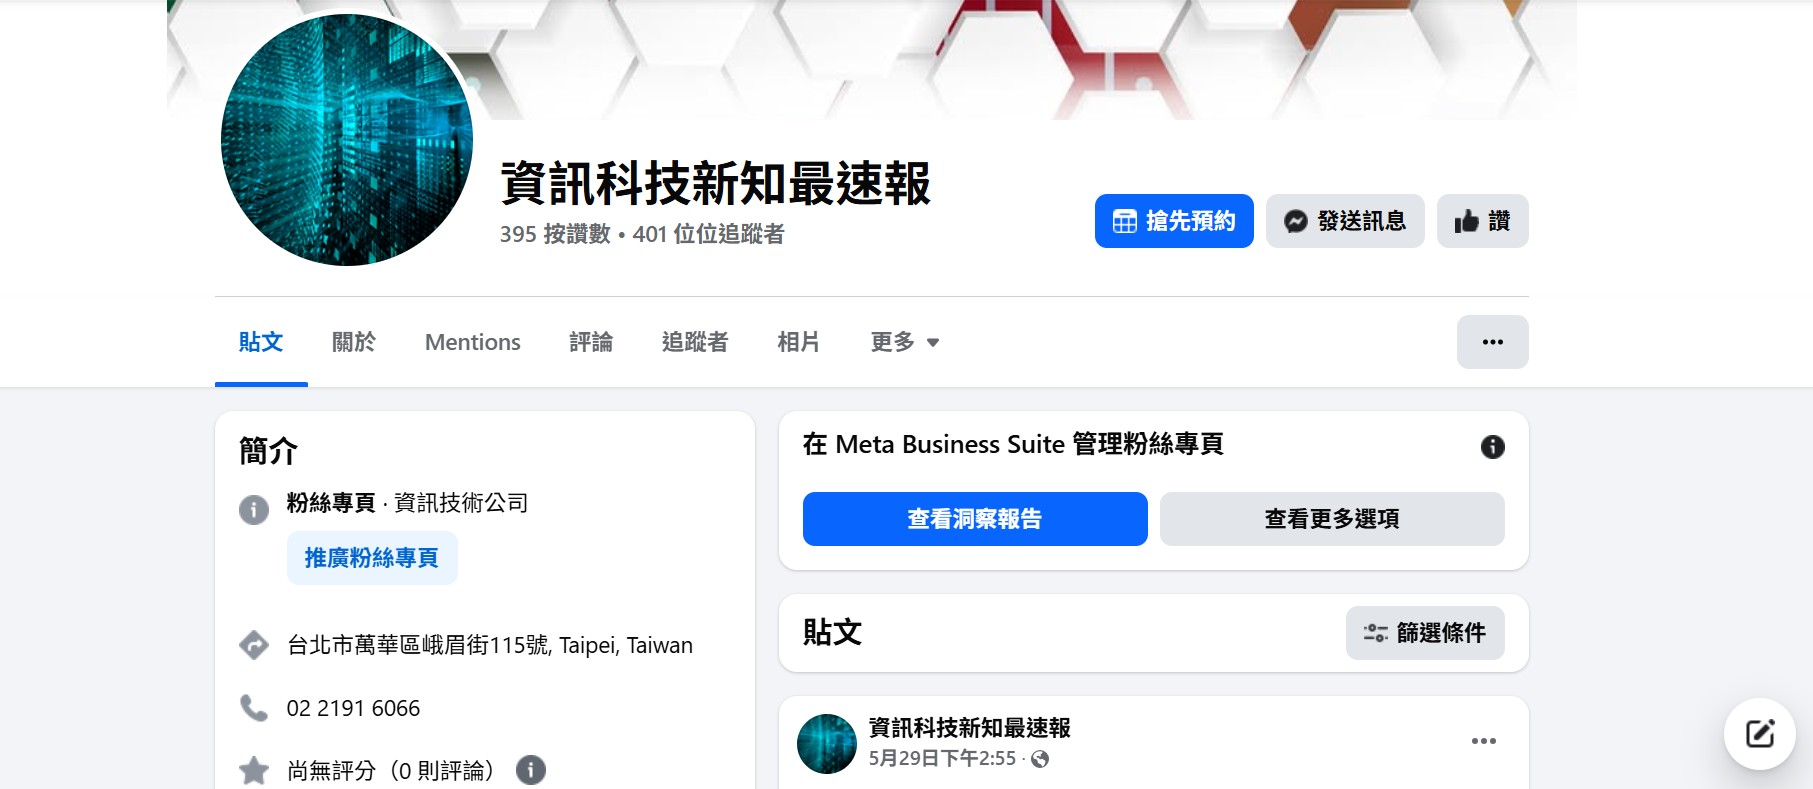 資訊科技新知最速報
395 按讚數 • 401 位位追蹤者
搶先預約
發送訊息
讚
貼文
關於
Mentions
評論
追蹤者
相片
更多
簡介
粉絲專頁 · 資訊技術公司
推廣粉絲專頁
台北市萬華區峨眉街115號, Taipei, Taiwan
02 2191 6066
尚無評分（0 則評論）
在 Meta Business Suite 管理粉絲專頁
查看洞察報告
查看更多選項
貼文
篩選條件
資訊科技新知最速報
5月29日下午2:55 ·